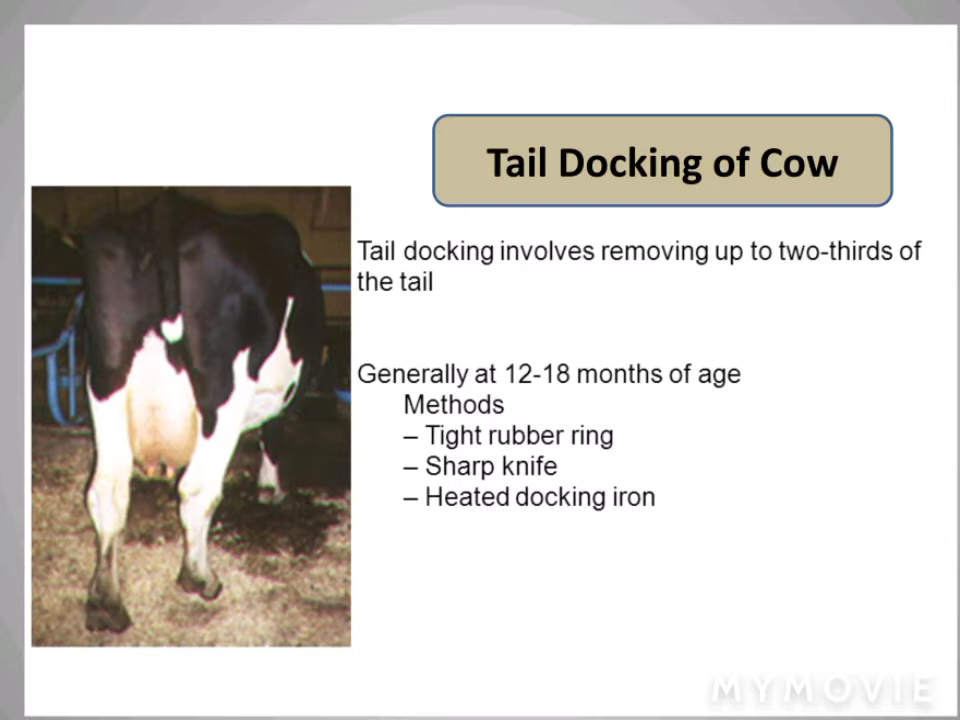 Tail Docking of Cow
Tail docking involves removing up to two-thirds of
the tail
Generally at 12-18 months of age
Methods
– Tight rubber ring
– Sharp knife
– Heated docking iron
MYMOVIE